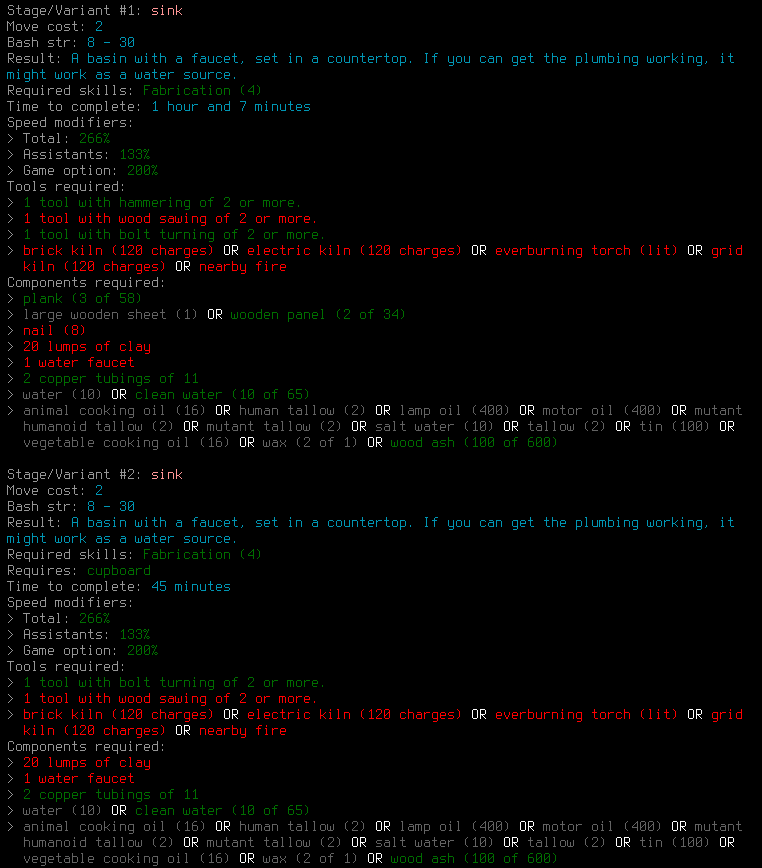 Stage/Variant #1: sink
Move cost: 2
Bash str: 8 - 30
Result: A basin with a faucet, set in a countertop. If you can get the plumbing working, it
might work as a water source.
Required skills: Fabrication (4)
Time to complete: 1 hour and 7 minutes
Speed modifiers:
> Total: 266%
> Assistants: 133%
> Game option: 200%
Tools required:
> 1 tool with hammering of 2 or more.
> 1 tool with wood sawing of 2 or more.
> 1 tool with bolt turning of 2 or more.
> brick kiln (120 charges) OR electric kiln (120 charges) OR everburning torch (lit) OR grid
kiln (120 charges) OR nearby fire
Components required:
> plank (3 of 58)
> large wooden sheet (1) OR wooden panel (2 of 34)
> nail (8)
> 20 lumps of clay
> 1 water faucet
> 2 copper tubings of 11
> water (10) OR clean water (10 of 65)
> animal cooking oil (16) OR human tallow (2) OR lamp oil (400) OR motor oil (400) OR mutant
humanoid tallow (2) OR mutant tallow (2) OR salt water (10) OR tallow (2) OR tin (100) OR
vegetable cooking oil (16) OR wax (2 of 1) OR wood ash (100 of 600)
Stage/Variant #2: sink
Move cost: 2
Bash str: 8 - 30
Result: A basin with a faucet, set in a countertop. If you can get the plumbing working, it
might work as a water source.
Required skills: Fabrication (4)
Requires: cupboard
Time to complete: 45 minutes
Speed modifiers:
> Total: 266%
> Assistants: 133%
> Game option: 200%
Tools required:
> 1 tool with bolt turning of 2 or more.
> 1 tool with wood sawing of 2 or more.
> brick kiln (120 charges) OR electric kiln (120 charges) OR everburning torch (lit) OR grid
kiln (120 charges) OR nearby fire
Components required:
> 20 lumps of clay
> 1 water faucet
> 2 copper tubings of 11
> water (10) OR clean water (10 of 65)
> animal cooking oil (16) OR human tallow (2) OR lamp oil (400) OR motor oil (400) OR mutant
humanoid tallow (2) OR mutant tallow (2) OR salt water (10) OR tallow (2) OR tin (100) OR
vegetable cooking oil (16) OR wax (2 of 1) OR wood ash (100 of 600)